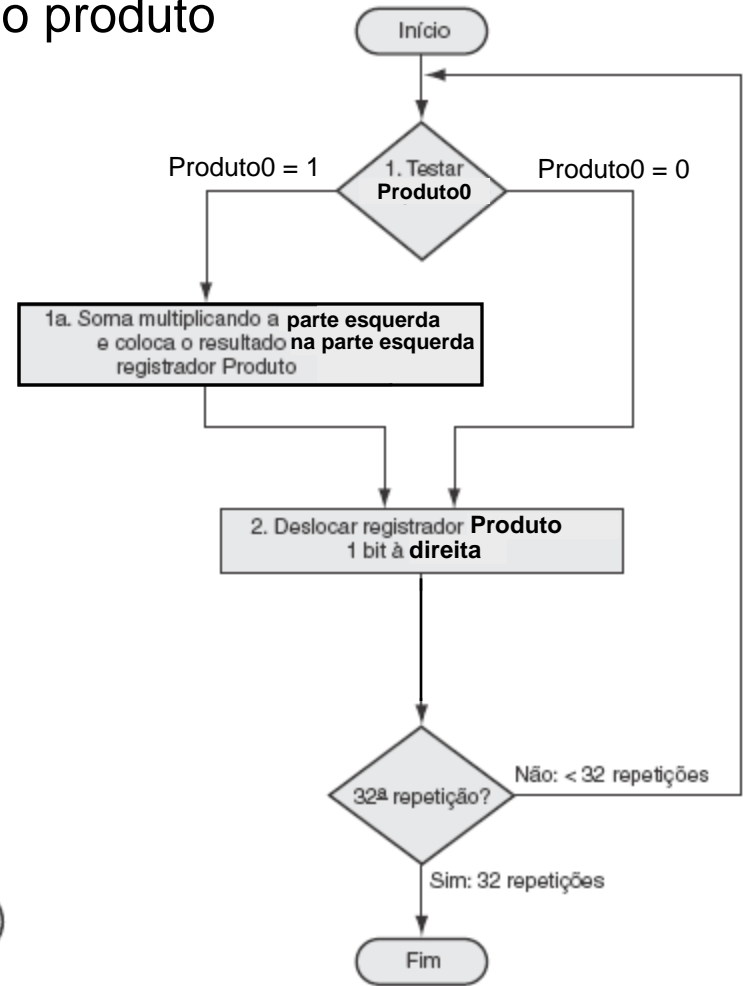 o produto
Início
Produto0 = 1
1. Testar
Produto0
Produto0 = 0
1a. Soma multiplicando a parte esquerda
e coloca o resultado na parte esquerda
registrador Produto
2. Deslocar registrador Produto
1 bit à direita
32ª repetição?
Não: < 32 repetições
Sim: 32 repetições
Fim